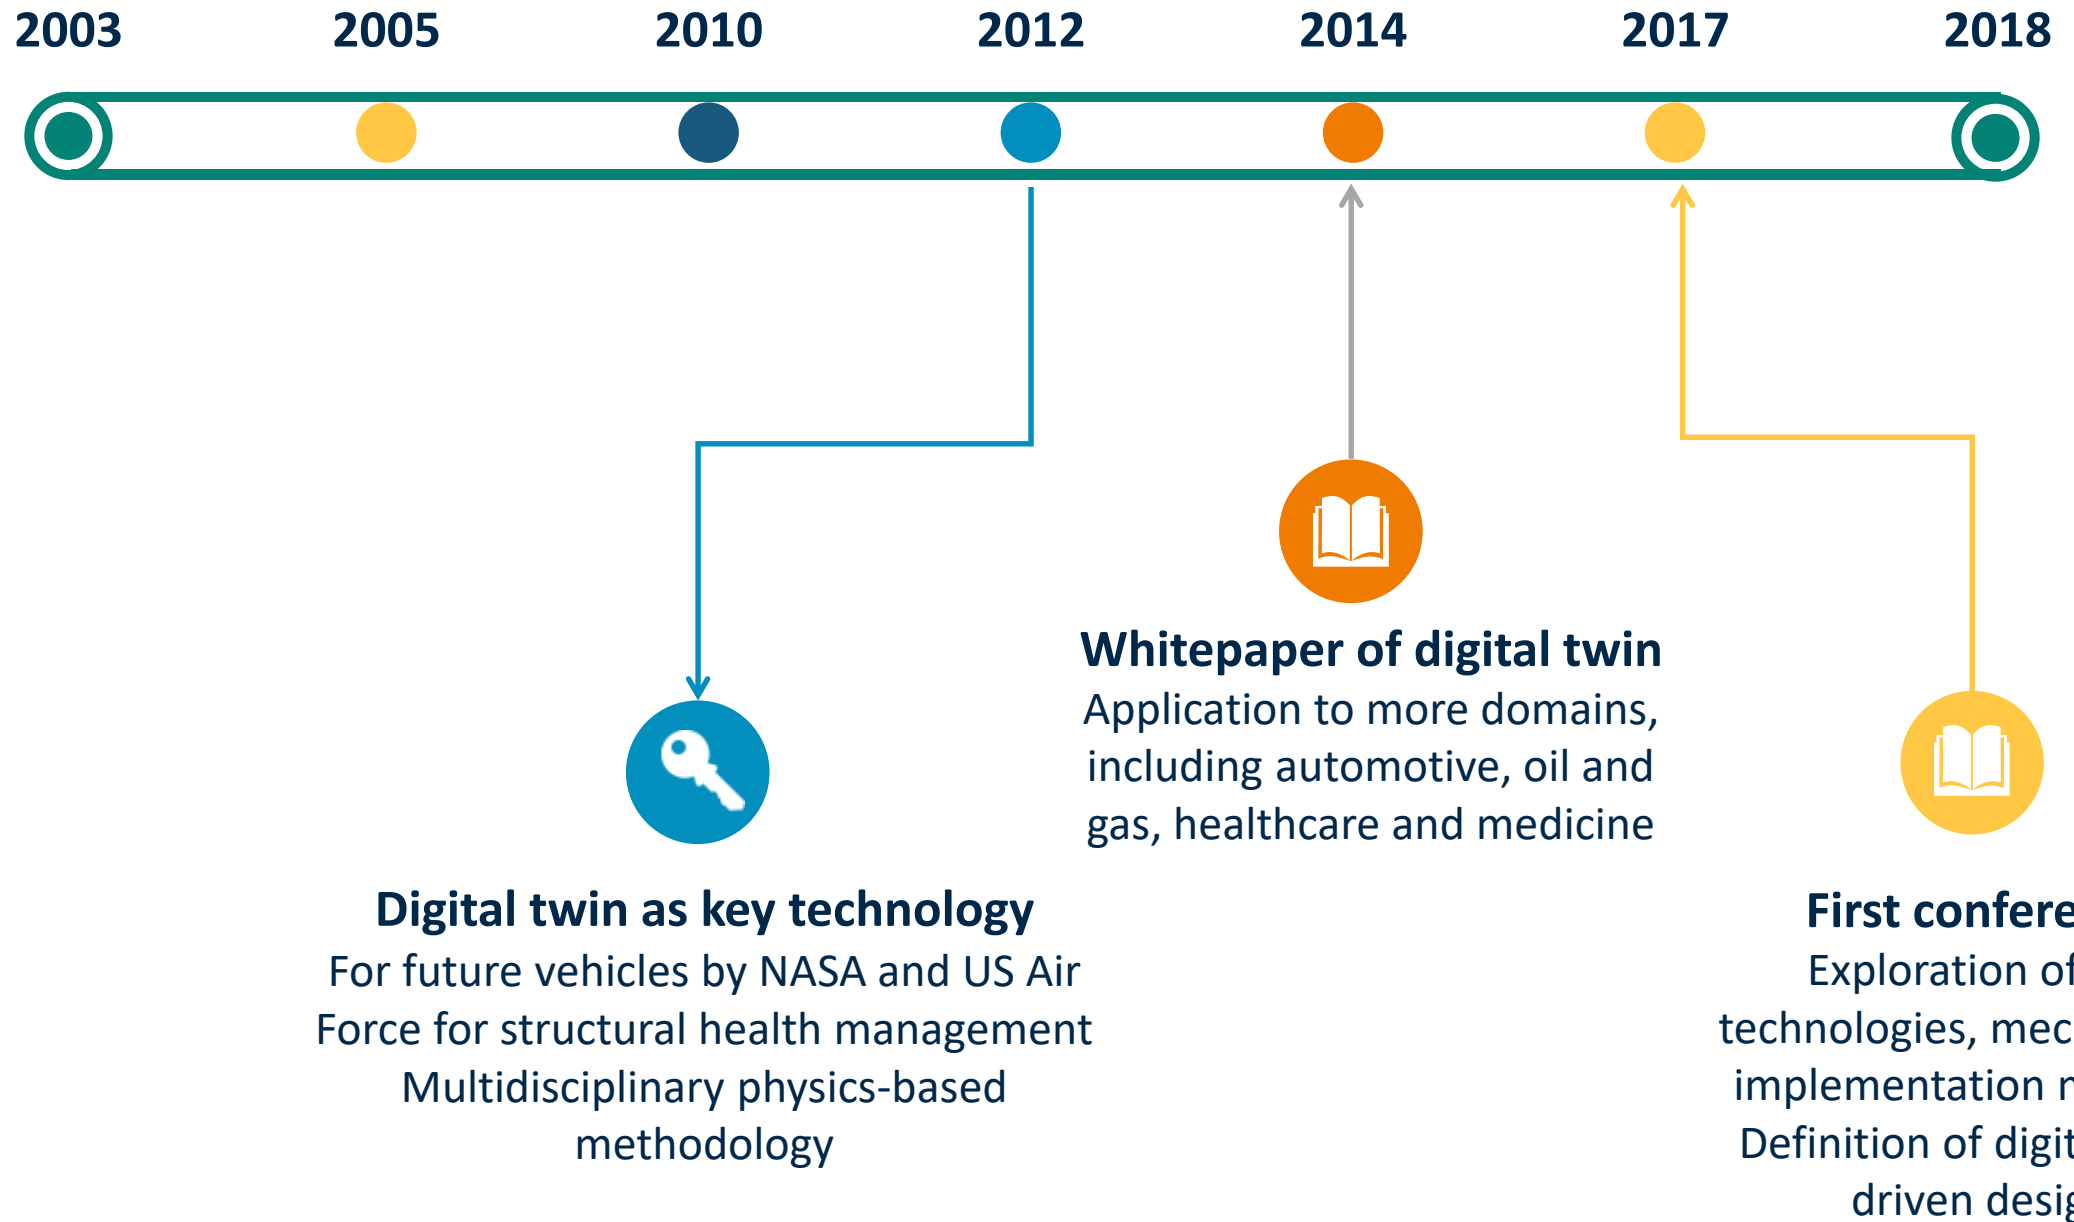 2003 2005 2010 2012 2014 2017 2018
Whitepaper of digital twin
Application to more domains,
including automotive, oil and
gas, healthcare and medicine
Digital twin as key technology
For future vehicles by NASA and US Air
Force for structural health management
Multidisciplinary physics-based
methodology
First
Exploration of
technologies,
implementation
Definition of
driven